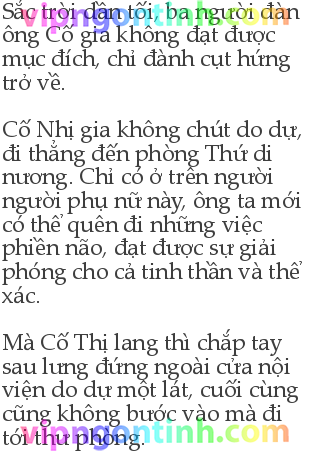 Sắc trời dần tối, ba người đàn
vipngontinh.com
ông Cố gia không đạt được
mục đích, chỉ đành cụt hứng
trở về.
Cố Nhị gia không chút do dự,
đi thẳng đến phòng Thứ di
nương. Chỉ có ở trên người
người phụ nữ này, ông ta mới
có thể quên đi những việc
phiền não, đạt được sự giải
phóng cho cả tinh thần và thể
xác.
Mà Cố Thị lang thì chắp tay
sau lưng đứng ngoài cửa nội
viện do dự một lát, cuối cùng
cũng không bước vào mà đi
tới thư phòng.
vipngontinh.com